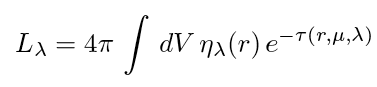 L_λ = 4π ∫ dV η_λ(r) e^{−τ(r,μ,λ)}